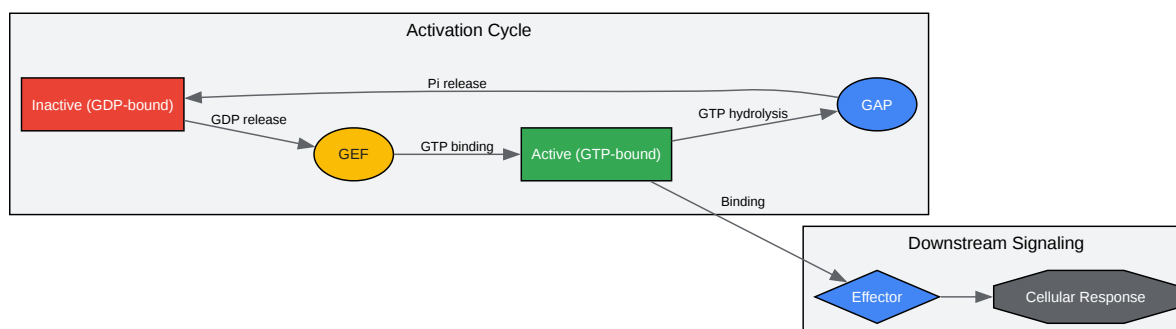 Activation Cycle
Pi release
Inactive (GDP-bound)
GAP
GDP release
GTP hydrolysis
GEF
GTP binding
Active (GTP-bound)
Binding
Downstream Signaling
Effector
Cellular Response